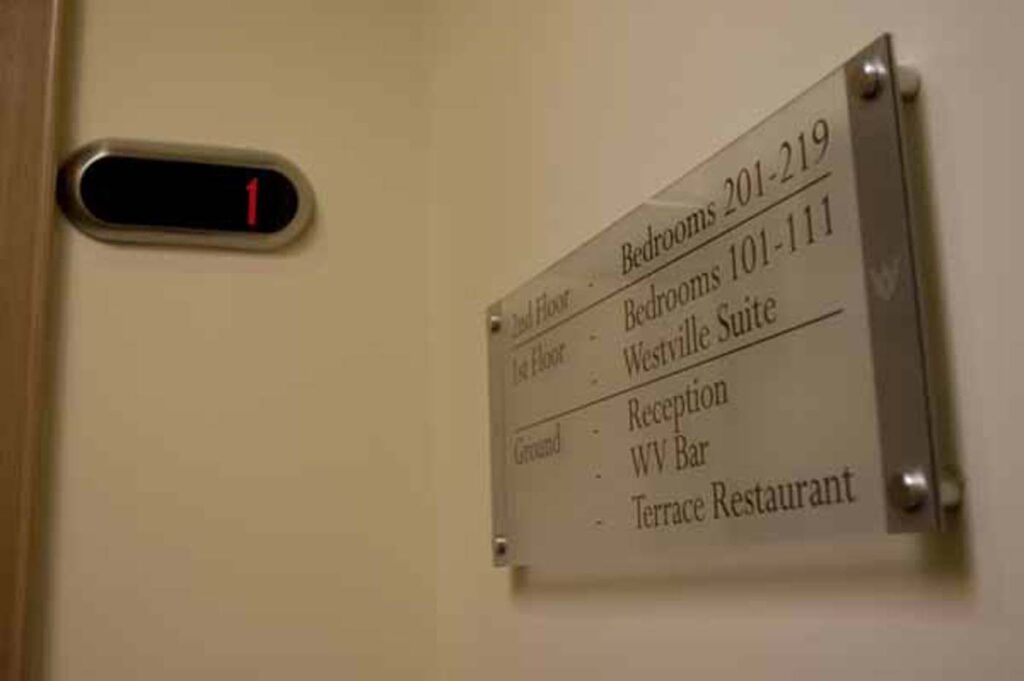 1
2nd Floor - Bedrooms 201-219
1st Floor - Bedrooms 101-111
- Westville Suite
Ground - Reception
- WV Bar
- Terrace Restaurant